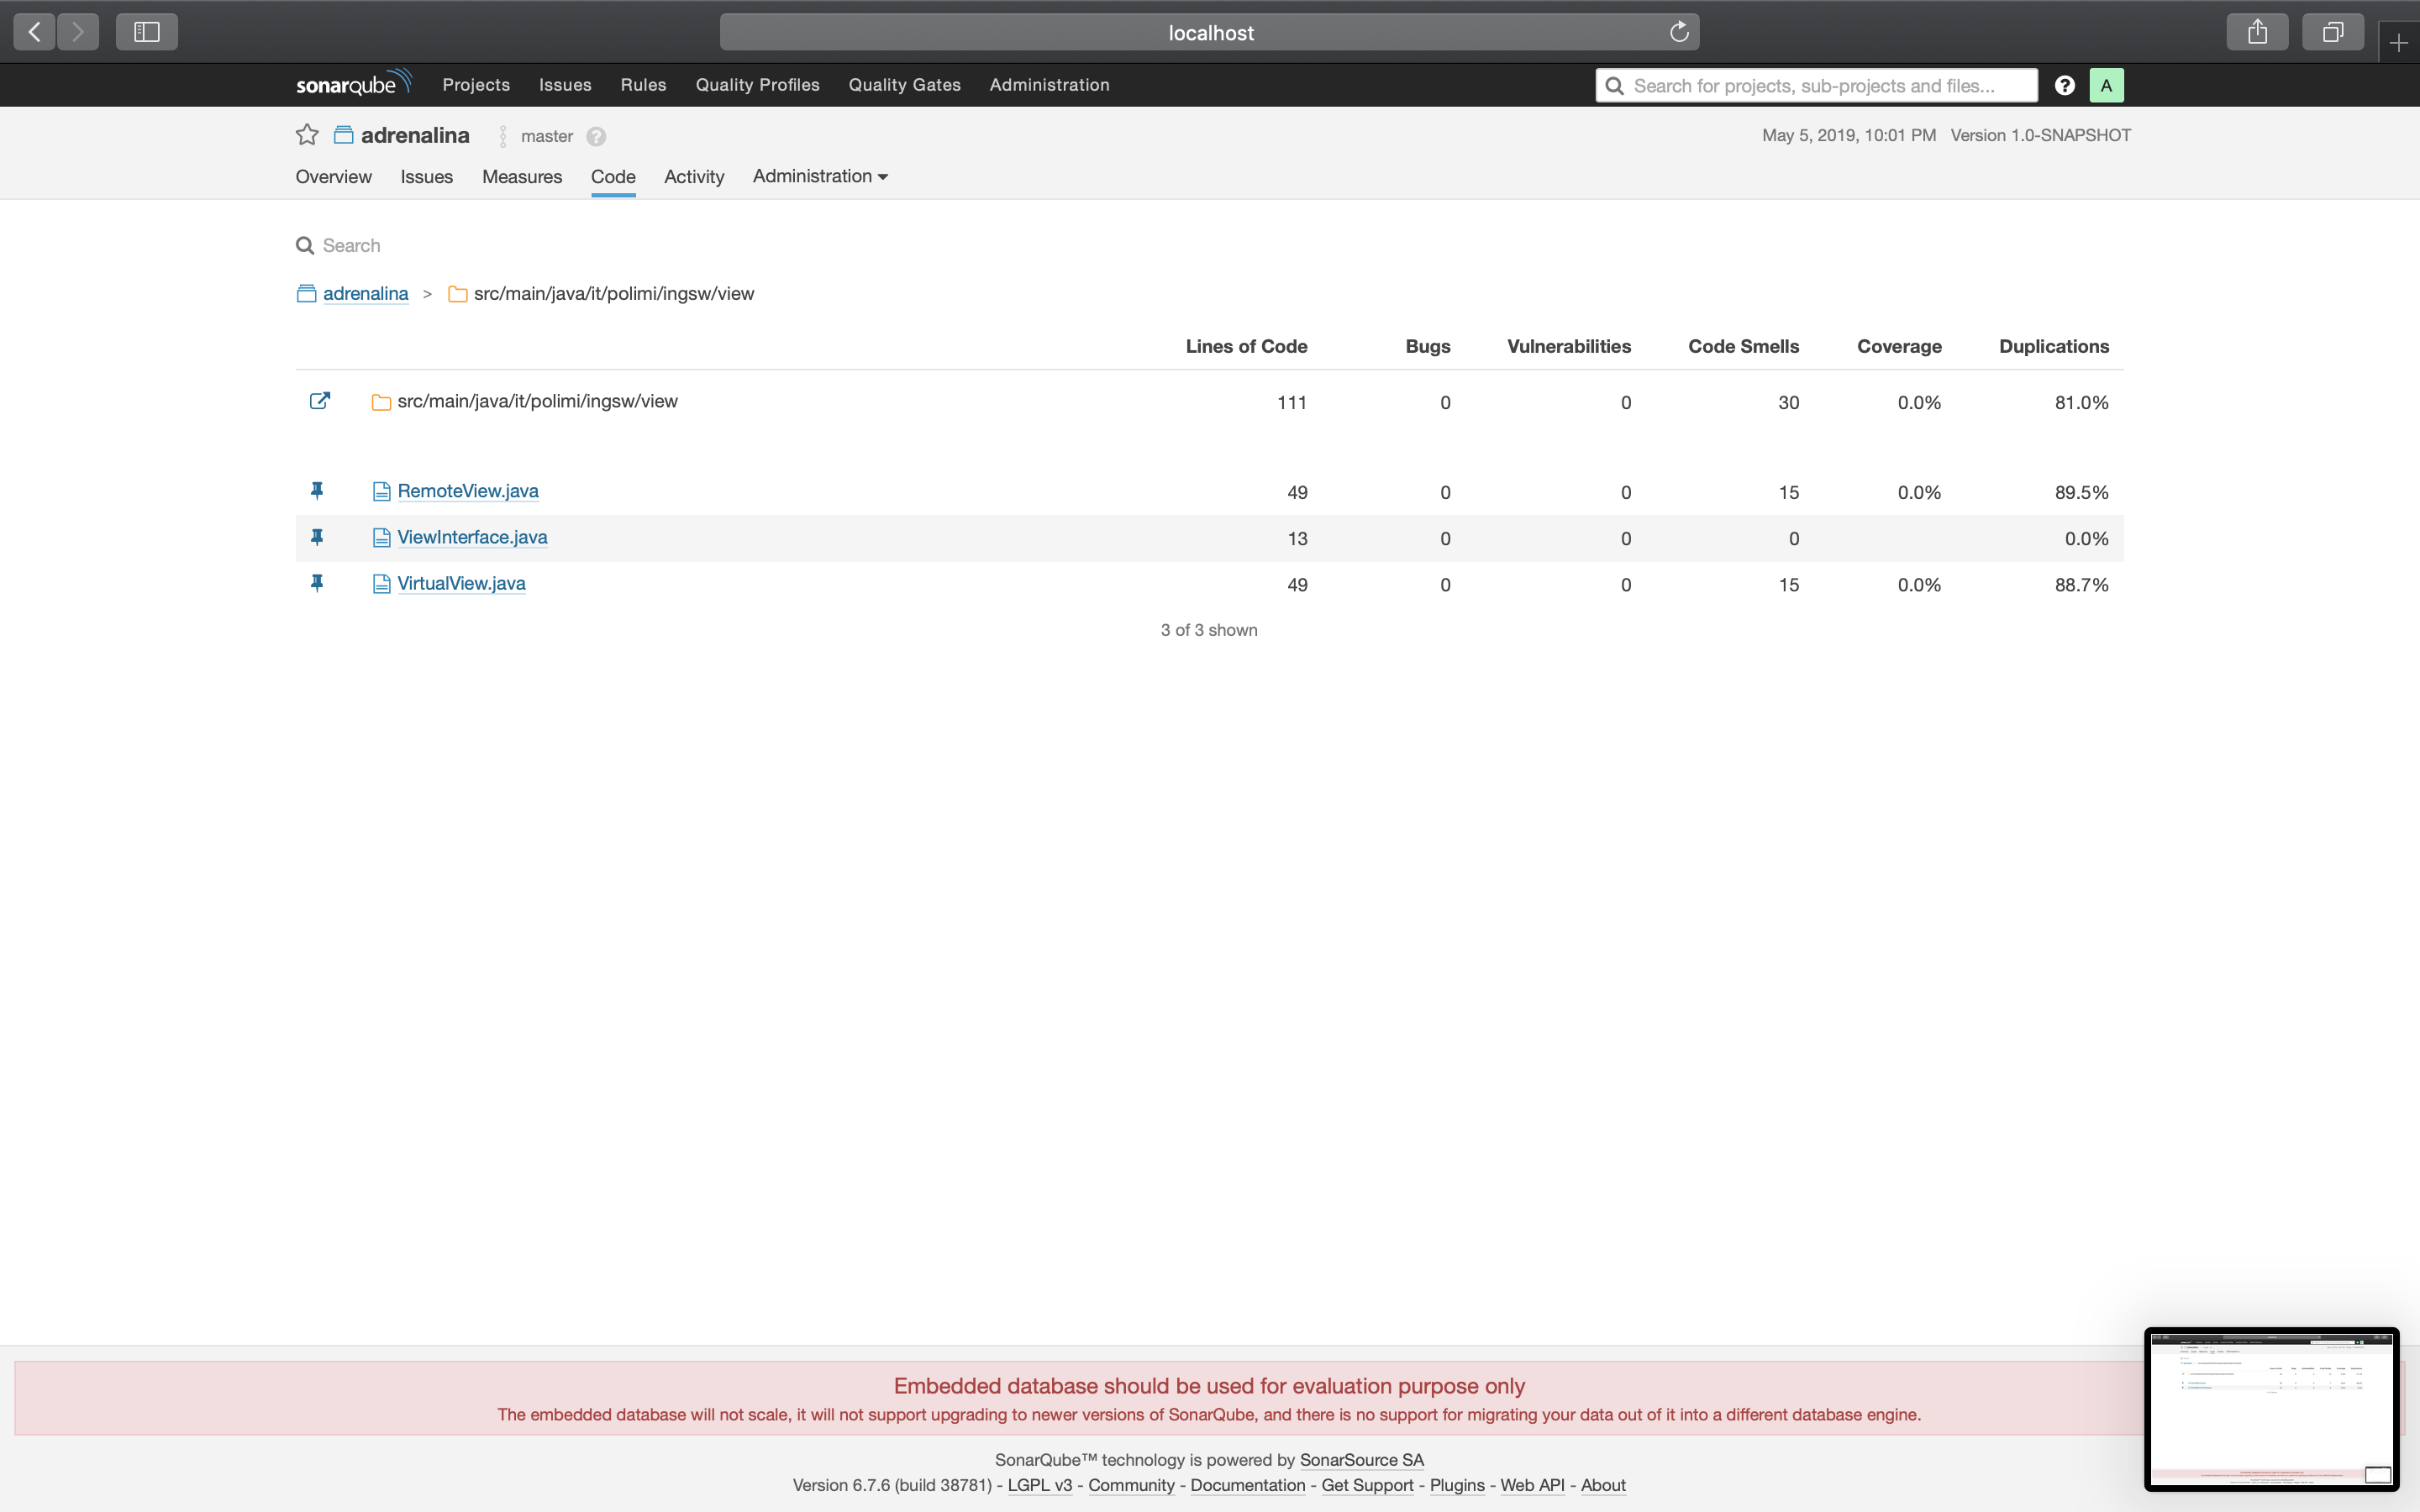 localhost
sonarqube Projects Issues Rules Quality Profiles Quality Gates Administration Search for projects, sub-projects and files... ? A
adrenalina master ? May 5, 2019, 10:01 PM Version 1.0-SNAPSHOT
Overview Issues Measures Code Activity Administration
Search
adrenalina > src/main/java/it/polimi/ingsw/view
Lines of Code Bugs Vulnerabilities Code Smells Coverage Duplications
src/main/java/it/polimi/ingsw/view 111 0 0 30 0.0% 81.0%
RemoteView.java 49 0 0 15 0.0% 89.5%
ViewInterface.java 13 0 0 0 0.0%
VirtualView.java 49 0 0 15 0.0% 88.7%
3 of 3 shown
Embedded database should be used for evaluation purpose only
The embedded database will not scale, it will not support upgrading to newer versions of SonarQube, and there is no support for migrating your data out of it into a different database engine.
SonarQube™ technology is powered by SonarSource SA
Version 6.7.6 (build 38781) - LGPL v3 - Community - Documentation - Get Support - Plugins - Web API - About